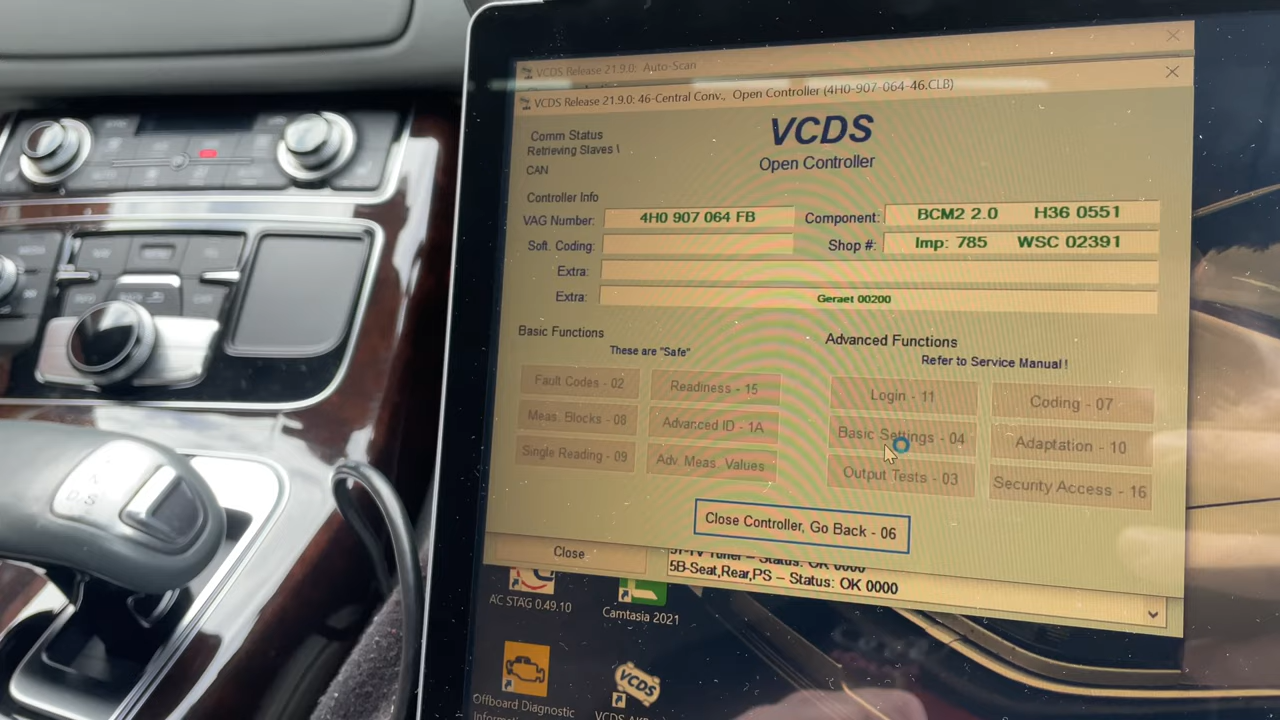 VCDS Release 21.9.0: Auto-Scan
VCDS Release 21.9.0: 46-Central Conv., Open Controller (4H0-907-064-46.CLB)
Comm Status
Retrieving Slaves \
CAN
VCDS
Open Controller
Controller Info
VAG Number: 4H0 907 064 FB
Component: BCM2 2.0 H36 0551
Soft. Coding:
Shop #: Imp: 785 WSC 02391
Extra:
Extra: Geraet 00200
Basic Functions
These are "Safe"
Advanced Functions
Refer to Service Manual!
Fault Codes - 02
Readiness - 15
Login - 11
Coding - 07
Meas. Blocks - 08
Advanced ID - 1A
Basic Settings - 04
Adaptation - 10
Single Reading - 09
Adv. Meas. Values
Output Tests - 03
Security Access - 16
Close Controller, Go Back - 06
Close
Status: OK 0000
5B-Seat,Rear,PS -- Status: OK 0000
AC STAG 0.49.10
Camtasia 2021
VCDS
Offboard Diagnostic
VCDS
N
D/S